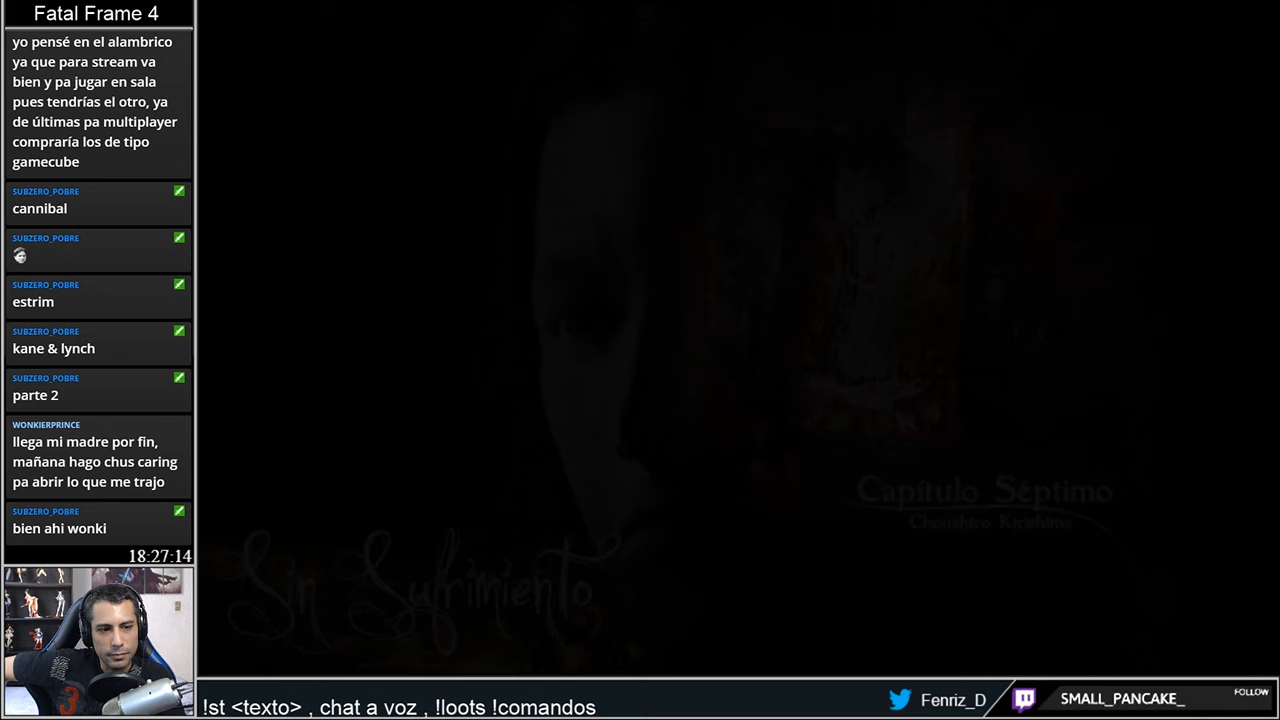 Fatal Frame 4
yo pensé en el alambrico
ya que para stream va
bien y pa jugar en sala
pues tendrías el otro, ya
de últimas pa multiplayer
compraría los de tipo
gamecube
SUBZERO_POBRE
cannibal
SUBZERO_POBRE
SUBZERO_POBRE
estrim
SUBZERO_POBRE
kane & lynch
SUBZERO_POBRE
parte 2
WONKIERPRINCE
llega mi madre por fin,
mañana hago chus caring
pa abrir lo que me trajo
SUBZERO_POBRE
bien ahi wonki
18:27:14
Capítulo Séptimo
Choushiro Kirishima
Sin Sufrimiento
3
!st <texto> , chat a voz , !loots !comandos
Fenriz_D
SMALL_PANCAKE_
FOLLOW